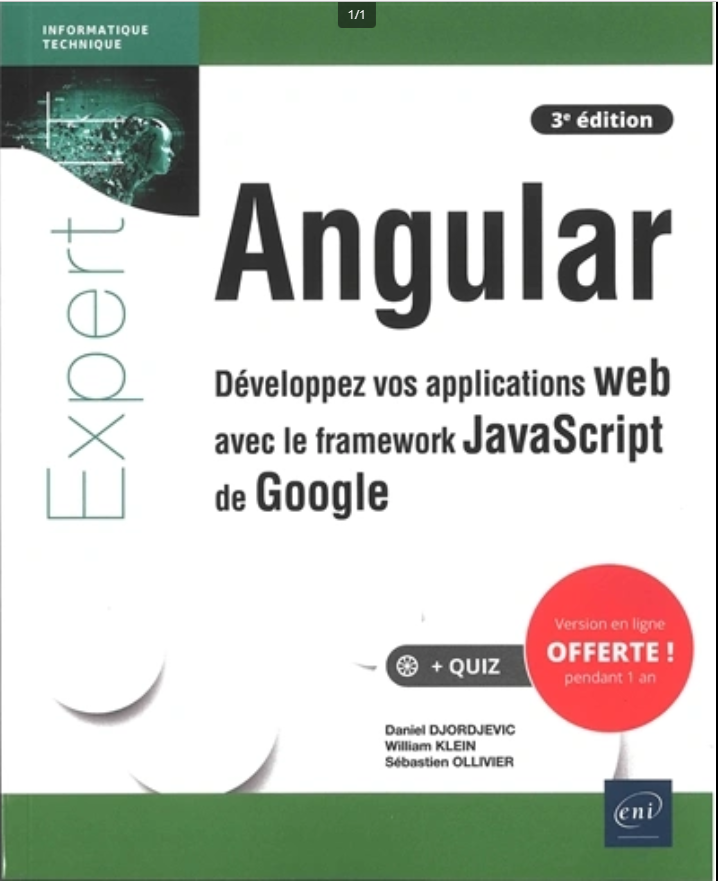 1/1
INFORMATIQUE
TECHNIQUE
Expert IT
3e édition
Angular
Développez vos applications web
avec le framework JavaScript
de Google
+ QUIZ
Version en ligne
OFFERTE !
pendant 1 an
Daniel DJORDJEVIC
William KLEIN
Sébastien OLLIVIER
eni